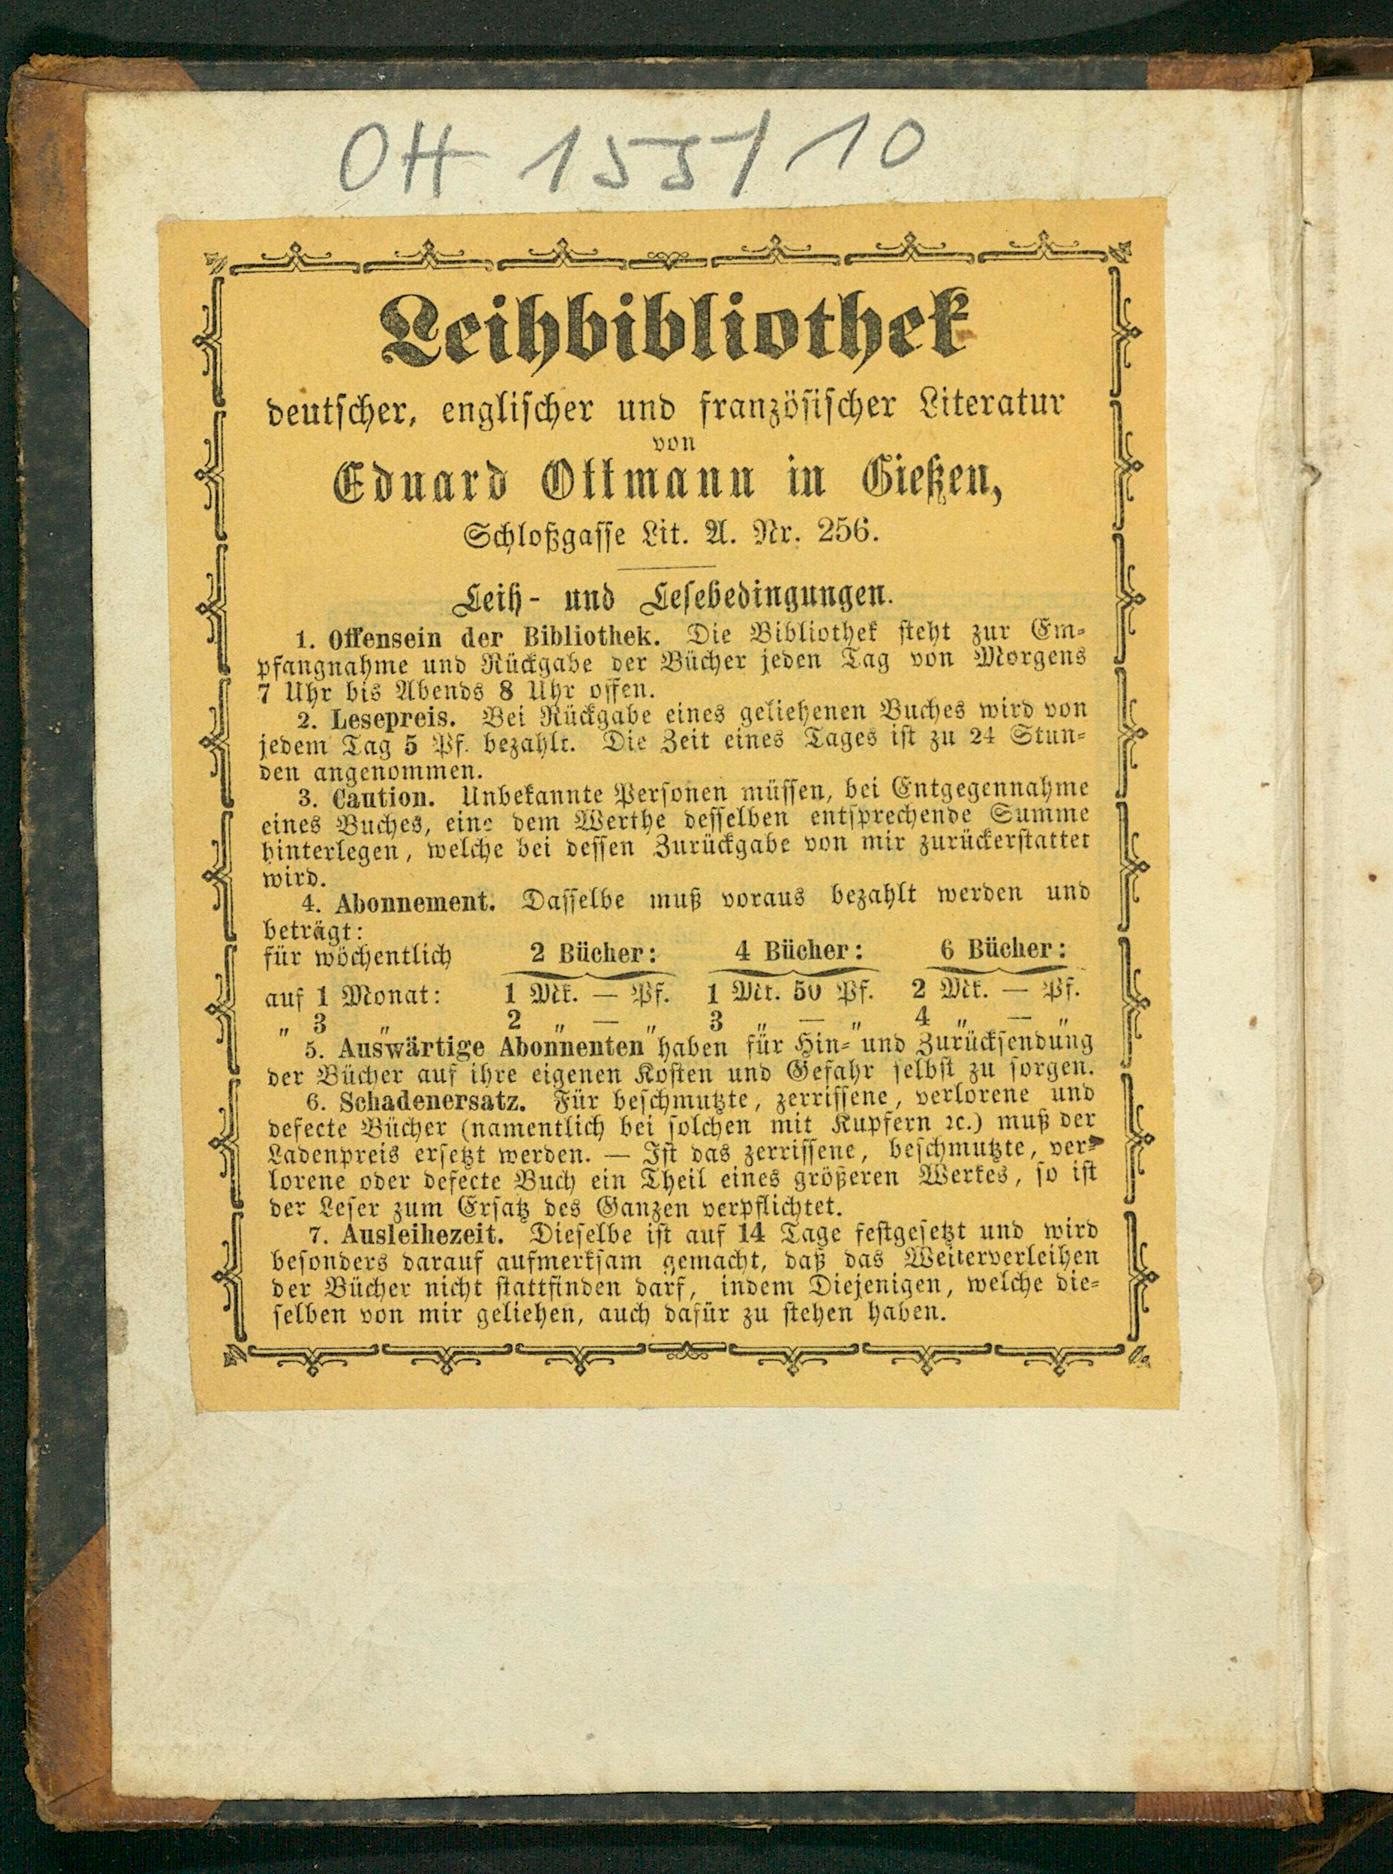 OH 155/10
Leihbibliothek
deutscher, englischer und französischer Literatur
von
Eduard Ottmann in Gießen,
Schloßgasse Lit. A. Nr. 256.
Leih- und Lesebedingungen.
1. Offensein der Bibliothek. Die Bibliothek steht zur Em-
pfangnahme und Rückgabe der Bücher jeden Tag von Morgens
7 Uhr bis Abends 8 Uhr offen.
2. Lesepreis. Bei Rückgabe eines geliehenen Buches wird von
jedem Tag 5 Pf. bezahlt. Die Zeit eines Tages ist zu 24 Stun-
den angenommen.
3. Caution. Unbekannte Personen müssen, bei Entgegennahme
eines Buches, eine dem Werthe desselben entsprechende Summe
hinterlegen, welche bei dessen Zurückgabe von mir zurückerstattet
wird.
4. Abonnement. Dasselbe muß voraus bezahlt werden und
beträgt:
für wöchentlich 2 Bücher: 4 Bücher: 6 Bücher:
auf 1 Monat: 1 Mk. — Pf. 1 Mk. 50 Pf. 2 Mk. — Pf.
„ 3 „ 2 „ — „ 3 „ — „ 4 „ — „
5. Auswärtige Abonnenten haben für Hin- und Zurücksendung
der Bücher auf ihre eigenen Kosten und Gefahr selbst zu sorgen.
6. Schadenersatz. Für beschmutzte, zerrissene, verlorene und
defecte Bücher (namentlich bei solchen mit Kupfern ꝛc.) muß der
Ladenpreis ersetzt werden. — Ist das zerrissene, beschmutzte, ver-
lorene oder defecte Buch ein Theil eines größeren Werkes, so ist
der Leser zum Ersatz des Ganzen verpflichtet.
7. Ausleihezeit. Dieselbe ist auf 14 Tage festgesetzt und wird
besonders darauf aufmerksam gemacht, daß das Weiterverleihen
der Bücher nicht stattfinden darf, indem Diejenigen, welche die-
selben von mir geliehen, auch dafür zu stehen haben.